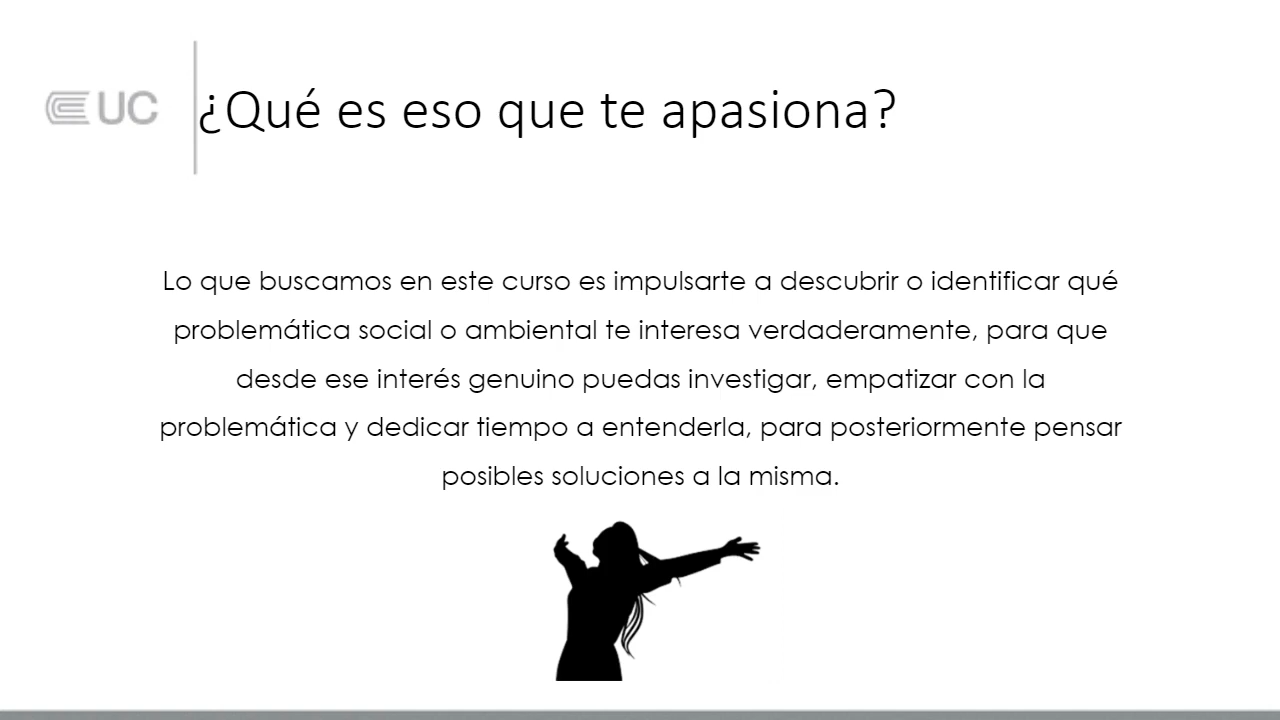 UC
¿Qué es eso que te apasiona?
Lo que buscamos en este curso es impulsarte a descubrir o identificar qué
problemática social o ambiental te interesa verdaderamente, para que
desde ese interés genuino puedas investigar, empatizar con la
problemática y dedicar tiempo a entenderla, para posteriormente pensar
posibles soluciones a la misma.